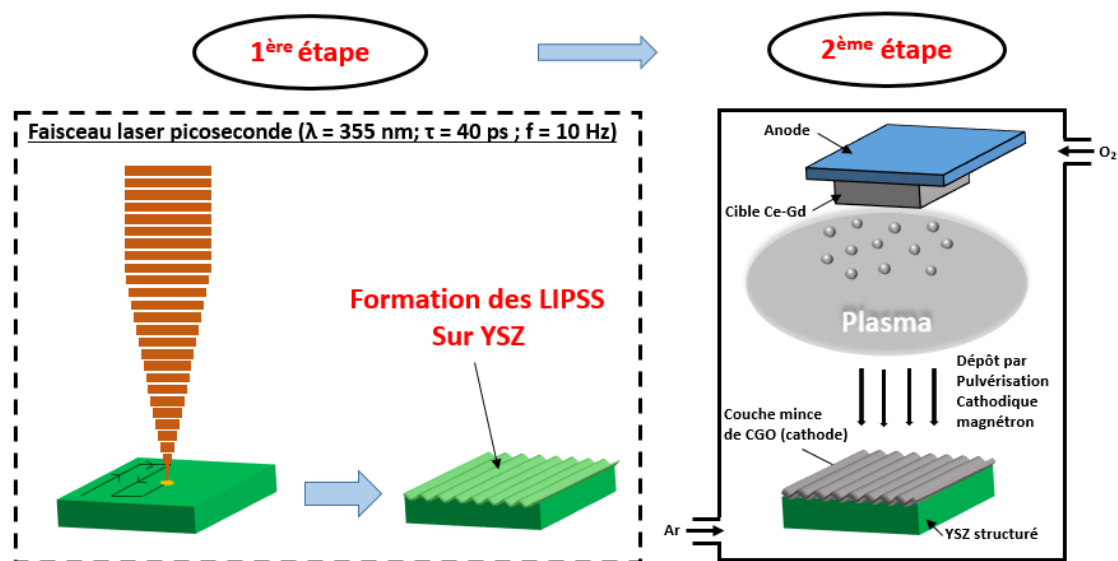 1ère étape
2ème étape
Faisceau laser picoseconde (λ = 355 nm; τ = 40 ps ; f = 10 Hz)
Formation des LIPSS
Sur YSZ
Anode
O₂
Cible Ce-Gd
Plasma
Dépôt par
Pulvérisation
Cathodique
magnétron
Couche mince
de CGO (cathode)
Ar
YSZ structuré